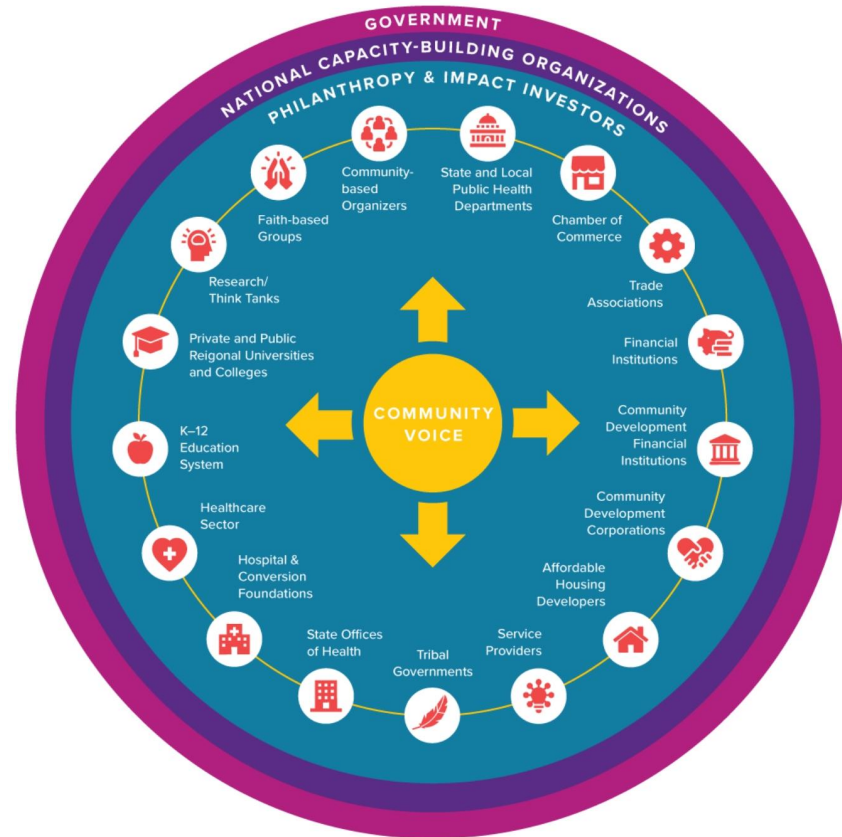 GOVERNMENT
NATIONAL CAPACITY-BUILDING ORGANIZATIONS
PHILANTHROPY & IMPACT INVESTORS
Community-
based
Organizers
State and Local
Public Health
Departments
Chamber of
Commerce
Trade
Associations
Financial
Institutions
Community
Development
Financial
Institutions
Community
Development
Corporations
Affordable
Housing
Developers
Service
Providers
Tribal
Governments
State Offices
of Health
Hospital &
Conversion
Foundations
Healthcare
Sector
K–12
Education
System
Private and Public
Reigonal Universities
and Colleges
Research/
Think Tanks
Faith-based
Groups
COMMUNITY
VOICE